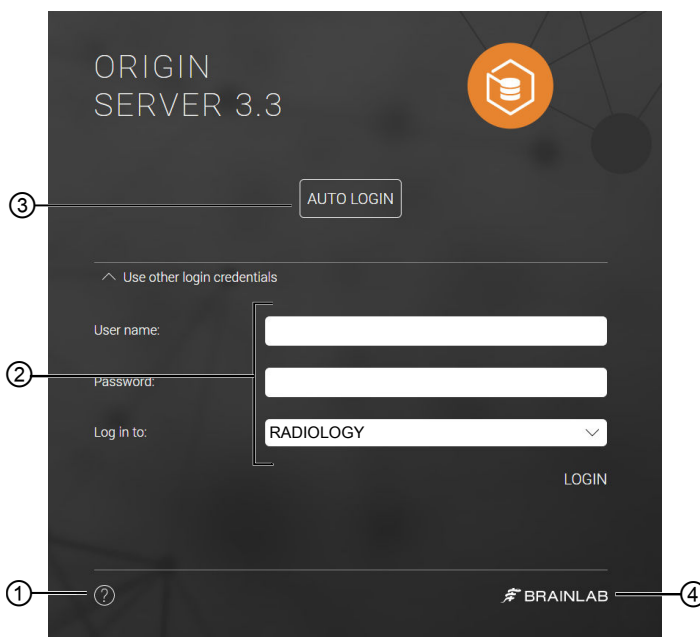 ORIGIN
SERVER 3.3
3
AUTO LOGIN
Use other login credentials
User name:
2
Password:
Log in to:
RADIOLOGY
LOGIN
1
?
BRAINLAB
4